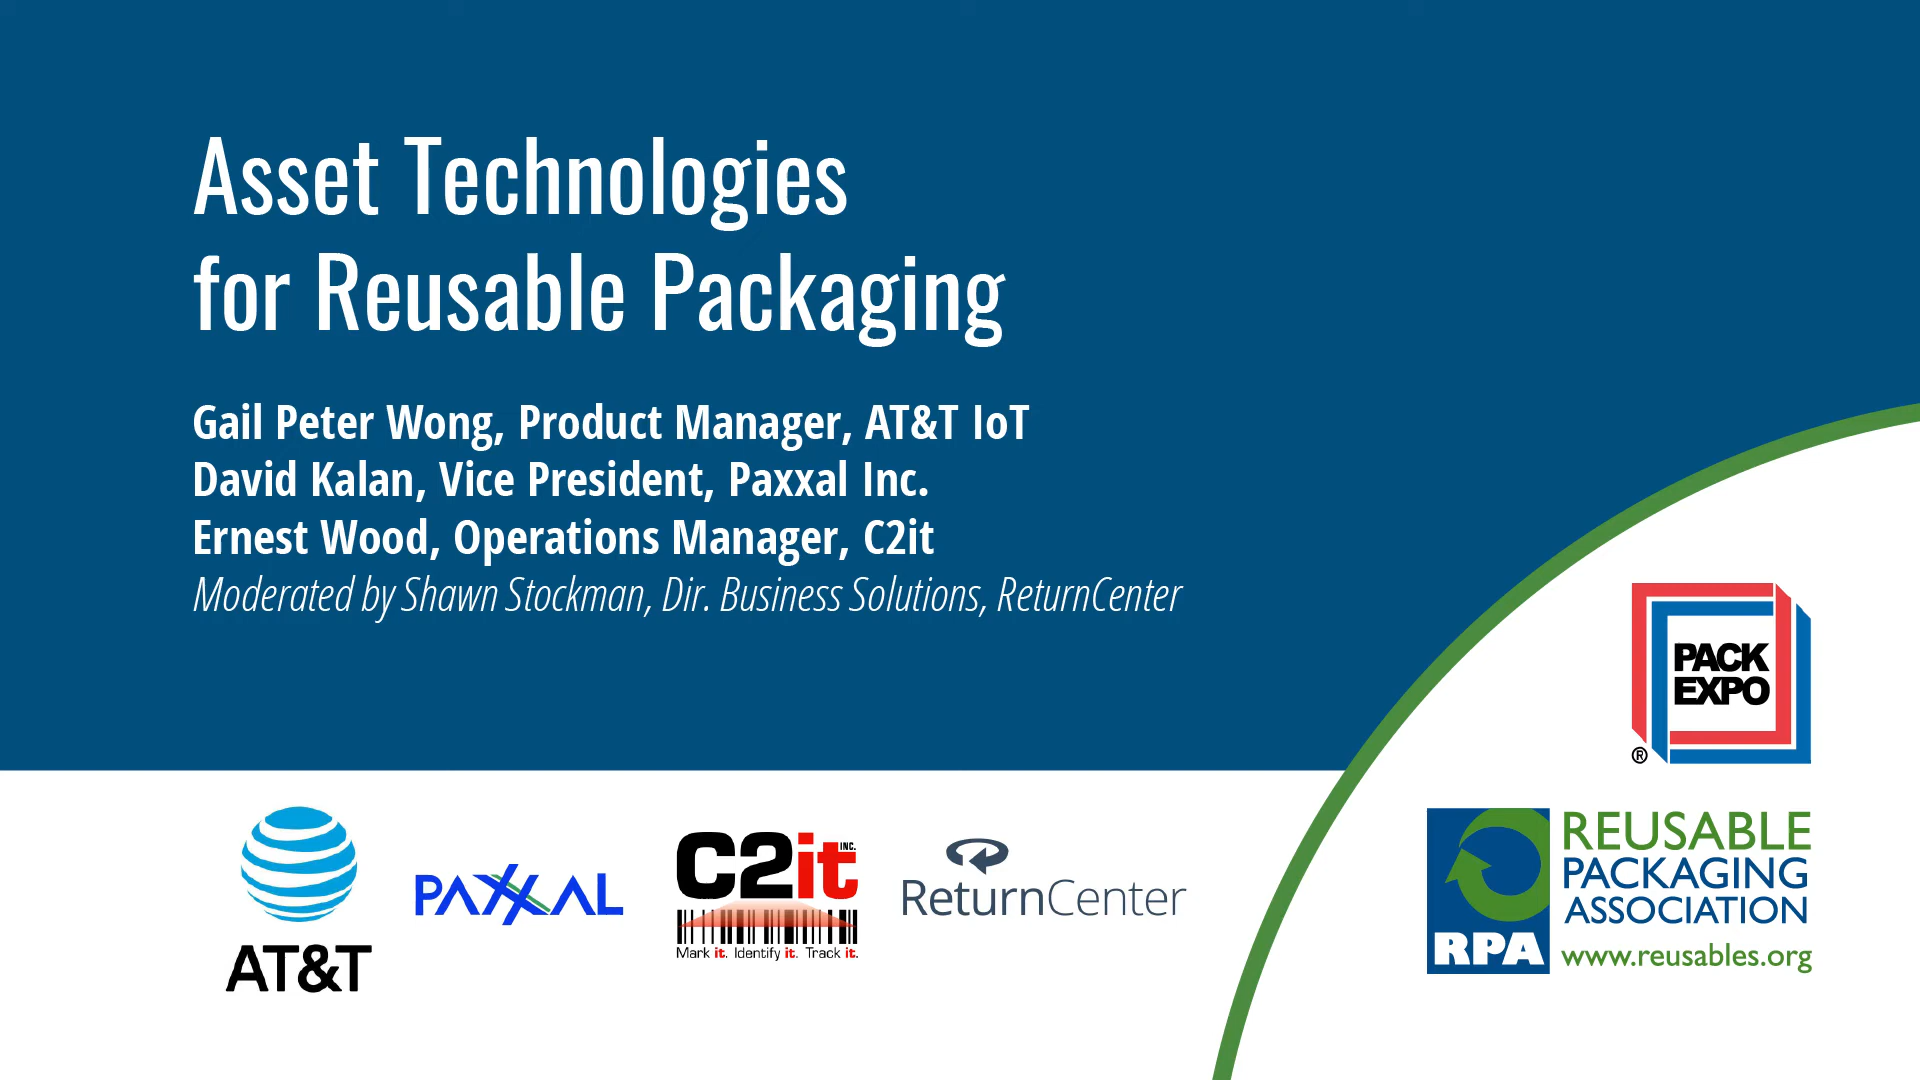 Asset Technologies
for Reusable Packaging
Gail Peter Wong, Product Manager, AT&T IoT
David Kalan, Vice President, Paxxal Inc.
Ernest Wood, Operations Manager, C2it
Moderated by Shawn Stockman, Dir. Business Solutions, ReturnCenter
PACK
EXPO
®
AT&T
PAXXAL
C2it INC.
Mark it. Identify it. Track it.
ReturnCenter
RPA
REUSABLE
PACKAGING
ASSOCIATION
www.reusables.org